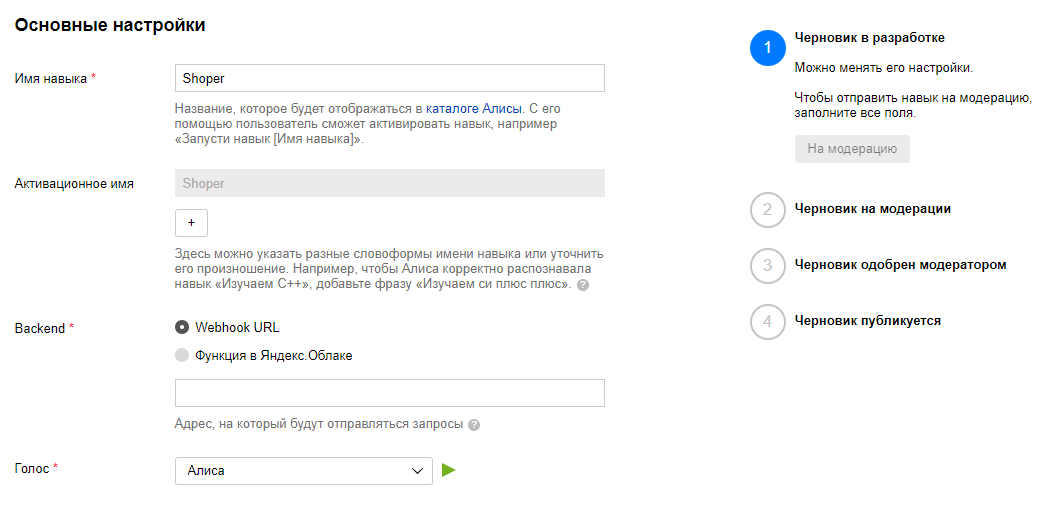 Основные настройки
Имя навыка *
Shoper
Название, которое будет отображаться в каталоге Алисы. С его
помощью пользователь сможет активировать навык, например
«Запусти навык [Имя навыка]».
Активационное имя
Shoper
+
Здесь можно указать разные словоформы имени навыка или уточнить
его произношение. Например, чтобы Алиса корректно распознавала
навык «Изучаем C++», добавьте фразу «Изучаем си плюс плюс». ?
Backend *
Webhook URL
Функция в Яндекс.Облаке
Адрес, на который будут отправляться запросы ?
Голос *
Алиса
1
Черновик в разработке
Можно менять его настройки.
Чтобы отправить навык на модерацию,
заполните все поля.
На модерацию
2
Черновик на модерации
3
Черновик одобрен модератором
4
Черновик публикуется